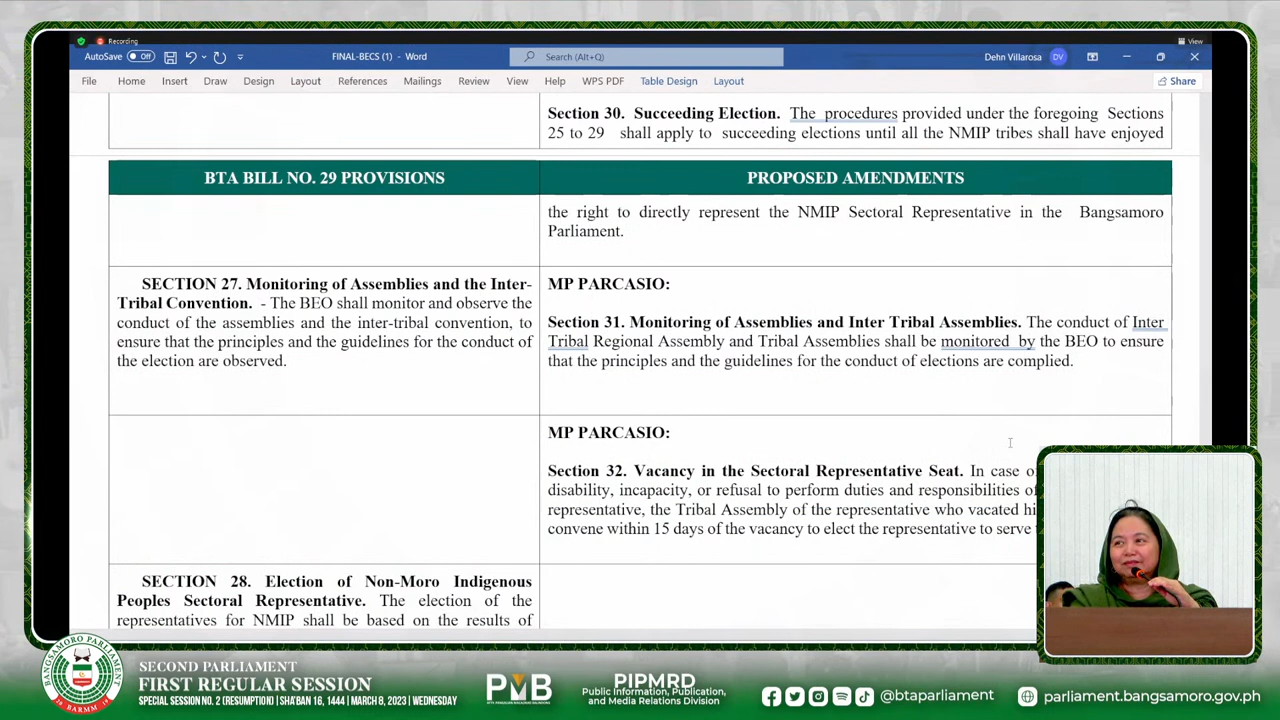 Recording
View
AutoSave Off
FINAL-BECS (1) - Word
Search (Alt+Q)
Dehn Villarosa DV
File Home Insert Draw Design Layout References Mailings Review View Help WPS PDF Table Design Layout
Share
Section 30. Succeeding Election. The procedures provided under the foregoing Sections
25 to 29 shall apply to succeeding elections until all the NMIP tribes shall have enjoyed
BTA BILL NO. 29 PROVISIONS
PROPOSED AMENDMENTS
the right to directly represent the NMIP Sectoral Representative in the Bangsamoro
Parliament.
SECTION 27. Monitoring of Assemblies and the Inter-
Tribal Convention. - The BEO shall monitor and observe the
conduct of the assemblies and the inter-tribal convention, to
ensure that the principles and the guidelines for the conduct of
the election are observed.
MP PARCASIO:
Section 31. Monitoring of Assemblies and Inter Tribal Assemblies. The conduct of Inter
Tribal Regional Assembly and Tribal Assemblies shall be monitored by the BEO to ensure
that the principles and the guidelines for the conduct of elections are complied.
MP PARCASIO:
Section 32. Vacancy in the Sectoral Representative Seat. In case
disability, incapacity, or refusal to perform duties and responsibilities
representative, the Tribal Assembly of the representative who vacated
convene within 15 days of the vacancy to elect the representative to serve
SECTION 28. Election of Non-Moro Indigenous
Peoples Sectoral Representative. The election of the
representatives for NMIP shall be based on the results of
BANGSAMORO PARLIAMENT
BARMM
SECOND PARLIAMENT
FIRST REGULAR SESSION
SPECIAL SESSION NO. 2 (RESUMPTION) | SHA'BAN 16, 1444 | MARCH 8, 2023 | WEDNESDAY
PMB
PIPMRD
Public Information, Publication,
and Media Relations Division
@btaparliament
parliament.bangsamoro.gov.ph